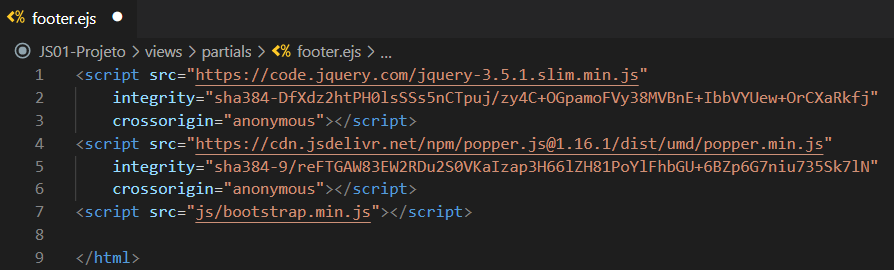 footer.ejs
JS01-Projeto > views > partials > footer.ejs > ...
1 <script src="https://code.jquery.com/jquery-3.5.1.slim.min.js"
2 integrity="sha384-DfXdz2htPH0lsSSs5nCTpuj/zy4C+OGpamoFVy38MVBnE+IbbVYUew+OrCXaRkfj"
3 crossorigin="anonymous"></script>
4 <script src="https://cdn.jsdelivr.net/npm/popper.js@1.16.1/dist/umd/popper.min.js"
5 integrity="sha384-9/reFTGAW83EW2RDu2S0VKaIzap3H66lZH81PoYlFhbGU+6BZp6G7niu735Sk7lN"
6 crossorigin="anonymous"></script>
7 <script src="js/bootstrap.min.js"></script>
8
9 </html>